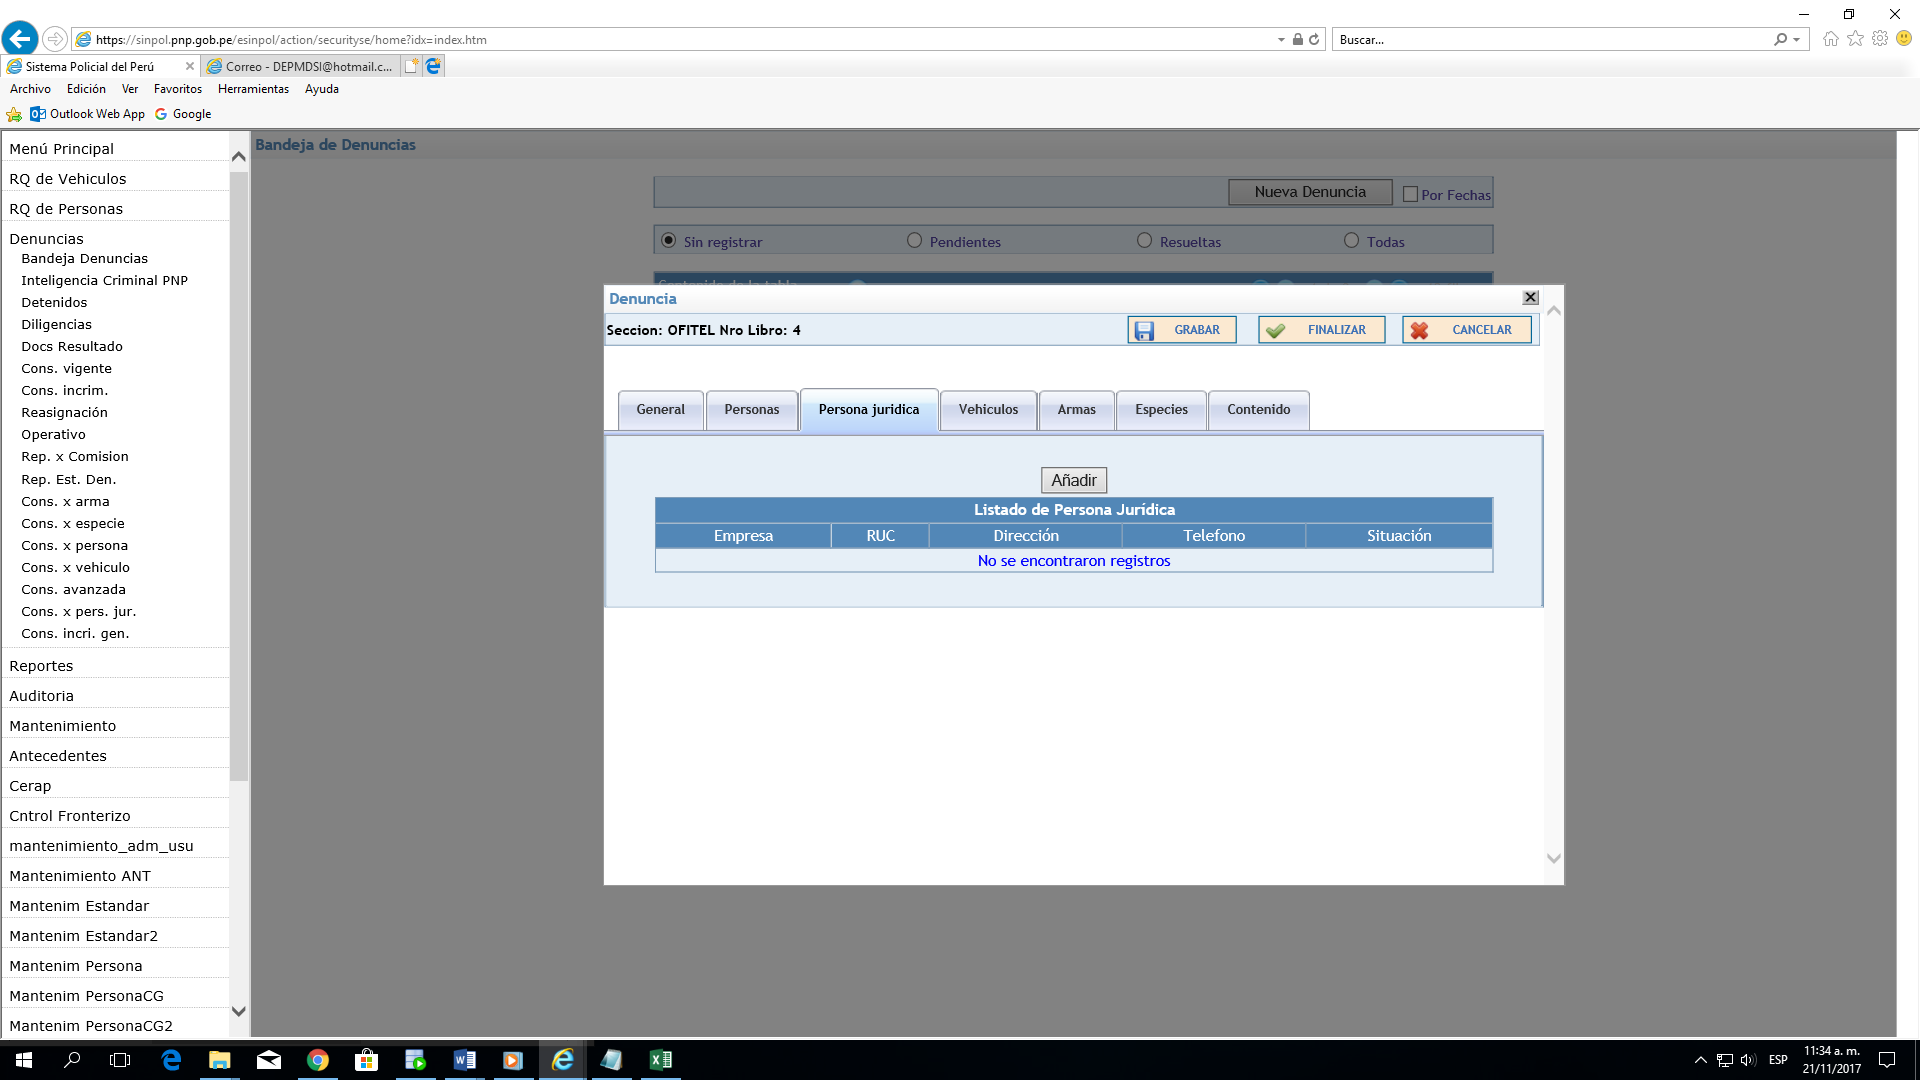 https://sinpol.pnp.gob.pe/esinpol/action/securityse/home?idx=index.htm
Buscar...
Sistema Policial del Perú
Correo - DEPMDSI@hotmail.c...
Archivo Edición Ver Favoritos Herramientas Ayuda
Outlook Web App Google
Menú Principal
RQ de Vehiculos
RQ de Personas
Denuncias
Bandeja Denuncias
Inteligencia Criminal PNP
Detenidos
Diligencias
Docs Resultado
Cons. vigente
Cons. incrim.
Reasignación
Operativo
Rep. x Comision
Rep. Est. Den.
Cons. x arma
Cons. x especie
Cons. x persona
Cons. x vehiculo
Cons. avanzada
Cons. x pers. jur.
Cons. incri. gen.
Reportes
Auditoria
Mantenimiento
Antecedentes
Cerap
Cntrol Fronterizo
mantenimiento_adm_usu
Mantenimiento ANT
Mantenim Estandar
Mantenim Estandar2
Mantenim Persona
Mantenim PersonaCG
Mantenim PersonaCG2
Bandeja de Denuncias
Nueva Denuncia Por Fechas
Sin registrar Pendientes Resueltas Todas
Contenido de la tabla
Denuncia
Seccion: OFITEL Nro Libro: 4 GRABAR FINALIZAR CANCELAR
General Personas Persona juridica Vehiculos Armas Especies Contenido
Añadir
Listado de Persona Jurídica
Empresa RUC Dirección Telefono Situación
No se encontraron registros
ESP
11:34 a. m.
21/11/2017